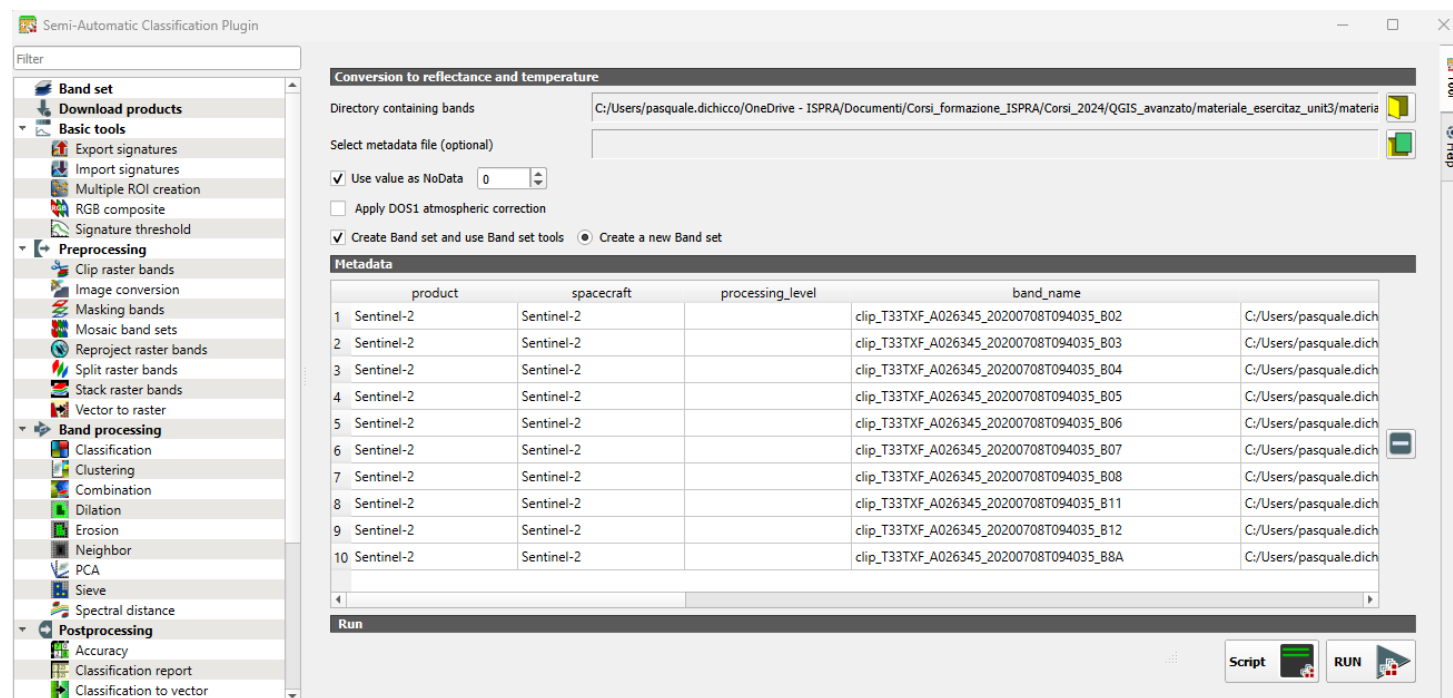 Semi-Automatic Classification Plugin
Filter
Band set
Download products
Basic tools
Export signatures
Import signatures
Multiple ROI creation
RGB composite
Signature threshold
Preprocessing
Clip raster bands
Image conversion
Masking bands
Mosaic band sets
Reproject raster bands
Split raster bands
Stack raster bands
Vector to raster
Band processing
Classification
Clustering
Combination
Dilation
Erosion
Neighbor
PCA
Sieve
Spectral distance
Postprocessing
Accuracy
Classification report
Classification to vector
Conversion to reflectance and temperature
Directory containing bands C:/Users/pasquale.dichicco/OneDrive - ISPRA/Documenti/Corsi_formazione_ISPRA/Corsi_2024/QGIS_avanzato/materiale_esercitaz_unit3/materia
Select metadata file (optional)
Use value as NoData 0
Apply DOS1 atmospheric correction
Create Band set and use Band set tools Create a new Band set
Metadata
product spacecraft processing_level band_name
1 Sentinel-2 Sentinel-2 clip_T33TXF_A026345_20200708T094035_B02 C:/Users/pasquale.dich
2 Sentinel-2 Sentinel-2 clip_T33TXF_A026345_20200708T094035_B03 C:/Users/pasquale.dich
3 Sentinel-2 Sentinel-2 clip_T33TXF_A026345_20200708T094035_B04 C:/Users/pasquale.dich
4 Sentinel-2 Sentinel-2 clip_T33TXF_A026345_20200708T094035_B05 C:/Users/pasquale.dich
5 Sentinel-2 Sentinel-2 clip_T33TXF_A026345_20200708T094035_B06 C:/Users/pasquale.dich
6 Sentinel-2 Sentinel-2 clip_T33TXF_A026345_20200708T094035_B07 C:/Users/pasquale.dich
7 Sentinel-2 Sentinel-2 clip_T33TXF_A026345_20200708T094035_B08 C:/Users/pasquale.dich
8 Sentinel-2 Sentinel-2 clip_T33TXF_A026345_20200708T094035_B11 C:/Users/pasquale.dich
9 Sentinel-2 Sentinel-2 clip_T33TXF_A026345_20200708T094035_B12 C:/Users/pasquale.dich
10 Sentinel-2 Sentinel-2 clip_T33TXF_A026345_20200708T094035_B8A C:/Users/pasquale.dich
Run
Script RUN